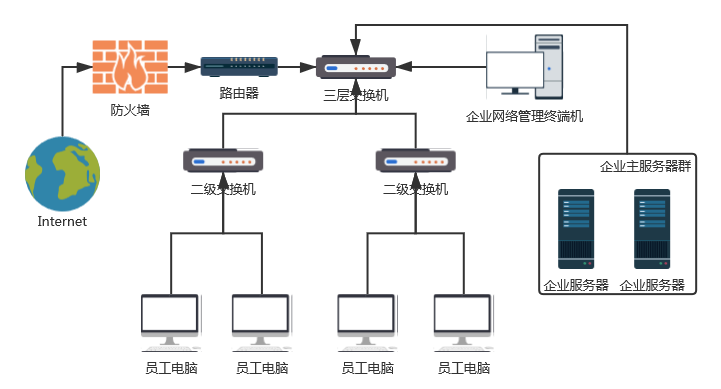 防火墙
路由器
三层交换机
企业网络管理终端机
企业主服务器群
二级交换机
二级交换机
Internet
企业服务器
企业服务器
员工电脑
员工电脑
员工电脑
员工电脑